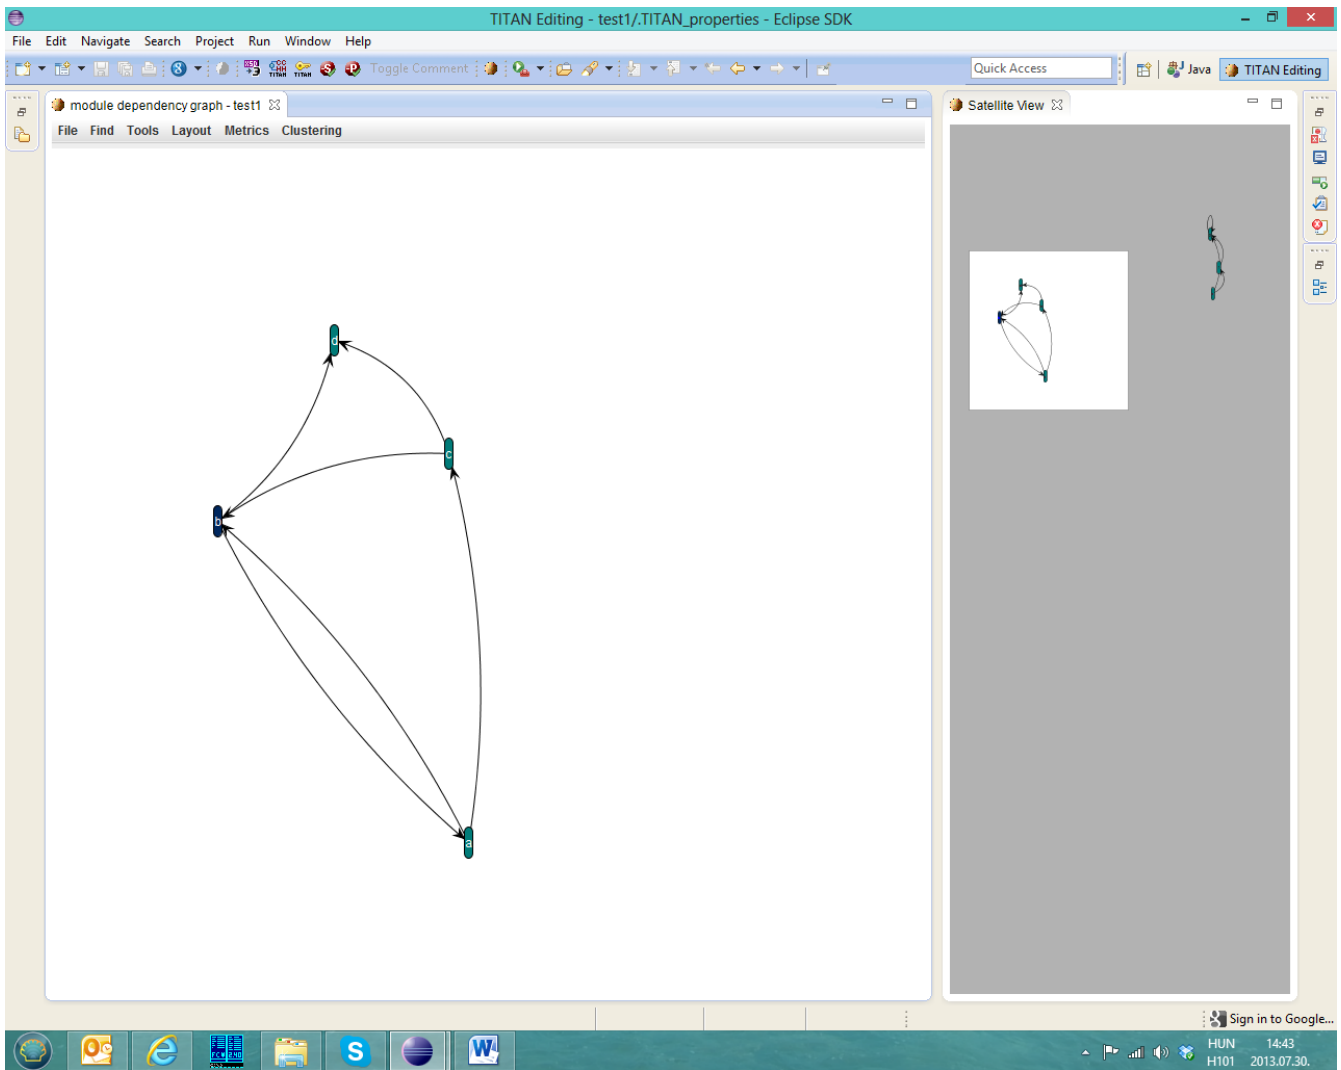 TITAN Editing - test1/.TITAN_properties - Eclipse SDK
File Edit Navigate Search Project Run Window Help
Toggle Comment
Quick Access
Java
TITAN Editing
module dependency graph - test1
File Find Tools Layout Metrics Clustering
Satellite View
d
c
b
a
Sign in to Google...
HUN 14:43
H101 2013.07.30.